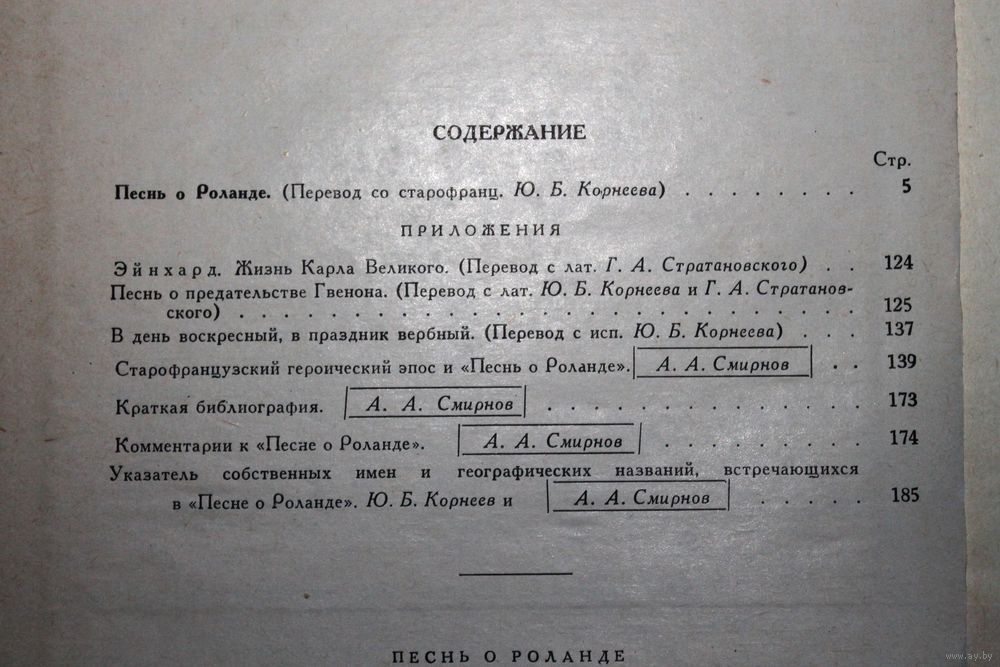 СОДЕРЖАНИЕ
Стр.
Песнь о Роланде. (Перевод со старофранц. Ю. Б. Корнеева) . . . . . . . . 5
ПРИЛОЖЕНИЯ
Эйнхард. Жизнь Карла Великого. (Перевод с лат. Г. А. Стратановского) . . 124
Песнь о предательстве Гвенона. (Перевод с лат. Ю. Б. Корнеева и Г. А. Стратанов-
ского) . . . . . . . . . . . . . . . . . . . . . . . . 125
В день воскресный, в праздник вербный. (Перевод с исп. Ю. Б. Корнеева) . . . 137
Старофранцузский героический эпос и «Песнь о Роланде». А. А. Смирнов . . 139
Краткая библиография. А. А. Смирнов . . . . . . . . . . . . . 173
Комментарии к «Песне о Роланде». А. А. Смирнов . . . . . . . . . 174
Указатель собственных имен и географических названий, встречающихся
в «Песне о Роланде». Ю. Б. Корнеев и А. А. Смирнов . . . . . 185
ПЕСНЬ О РОЛАНДЕ
www.ay.by